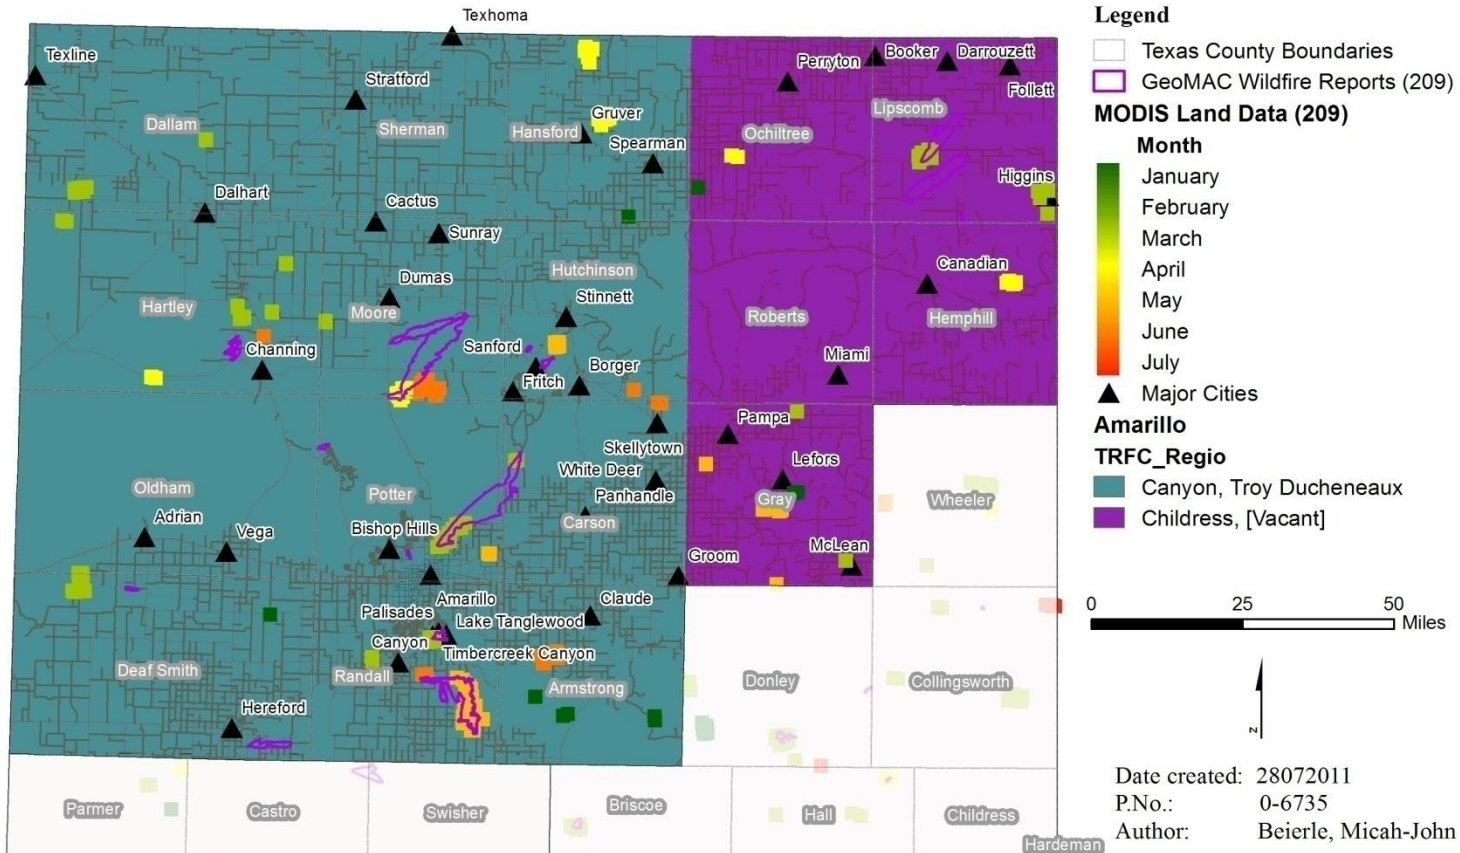 Texhoma
Texline
Stratford
Dallam
Sherman
Hansford
Gruver
Spearman
Perryton
Booker
Darrouzett
Follett
Ochiltree
Lipscomb
Higgins
Dalhart
Cactus
Sunray
Hutchinson
Dumas
Hartley
Moore
Stinnett
Canadian
Roberts
Hemphill
Channing
Sanford
Fritch
Borger
Miami
Skellytown
Pampa
White Deer
Panhandle
Lefors
Gray
Wheeler
Oldham
Potter
Adrian
Vega
Bishop Hills
Carson
Groom
McLean
Amarillo
Palisades
Lake Tanglewood
Claude
Canyon
Timbercreek Canyon
Deaf Smith
Randall
Armstrong
Donley
Collingsworth
Hereford
Parmer
Castro
Swisher
Briscoe
Hall
Childress
Hardeman
Legend
Texas County Boundaries
GeoMAC Wildfire Reports (209)
MODIS Land Data (209)
Month
January
February
March
April
May
June
July
Major Cities
Amarillo
TRFC_Regio
Canyon, Troy Ducheneaux
Childress, [Vacant]
0 25 50
Miles
N
Date created: 28072011
P.No.: 0-6735
Author: Beierle, Micah-John